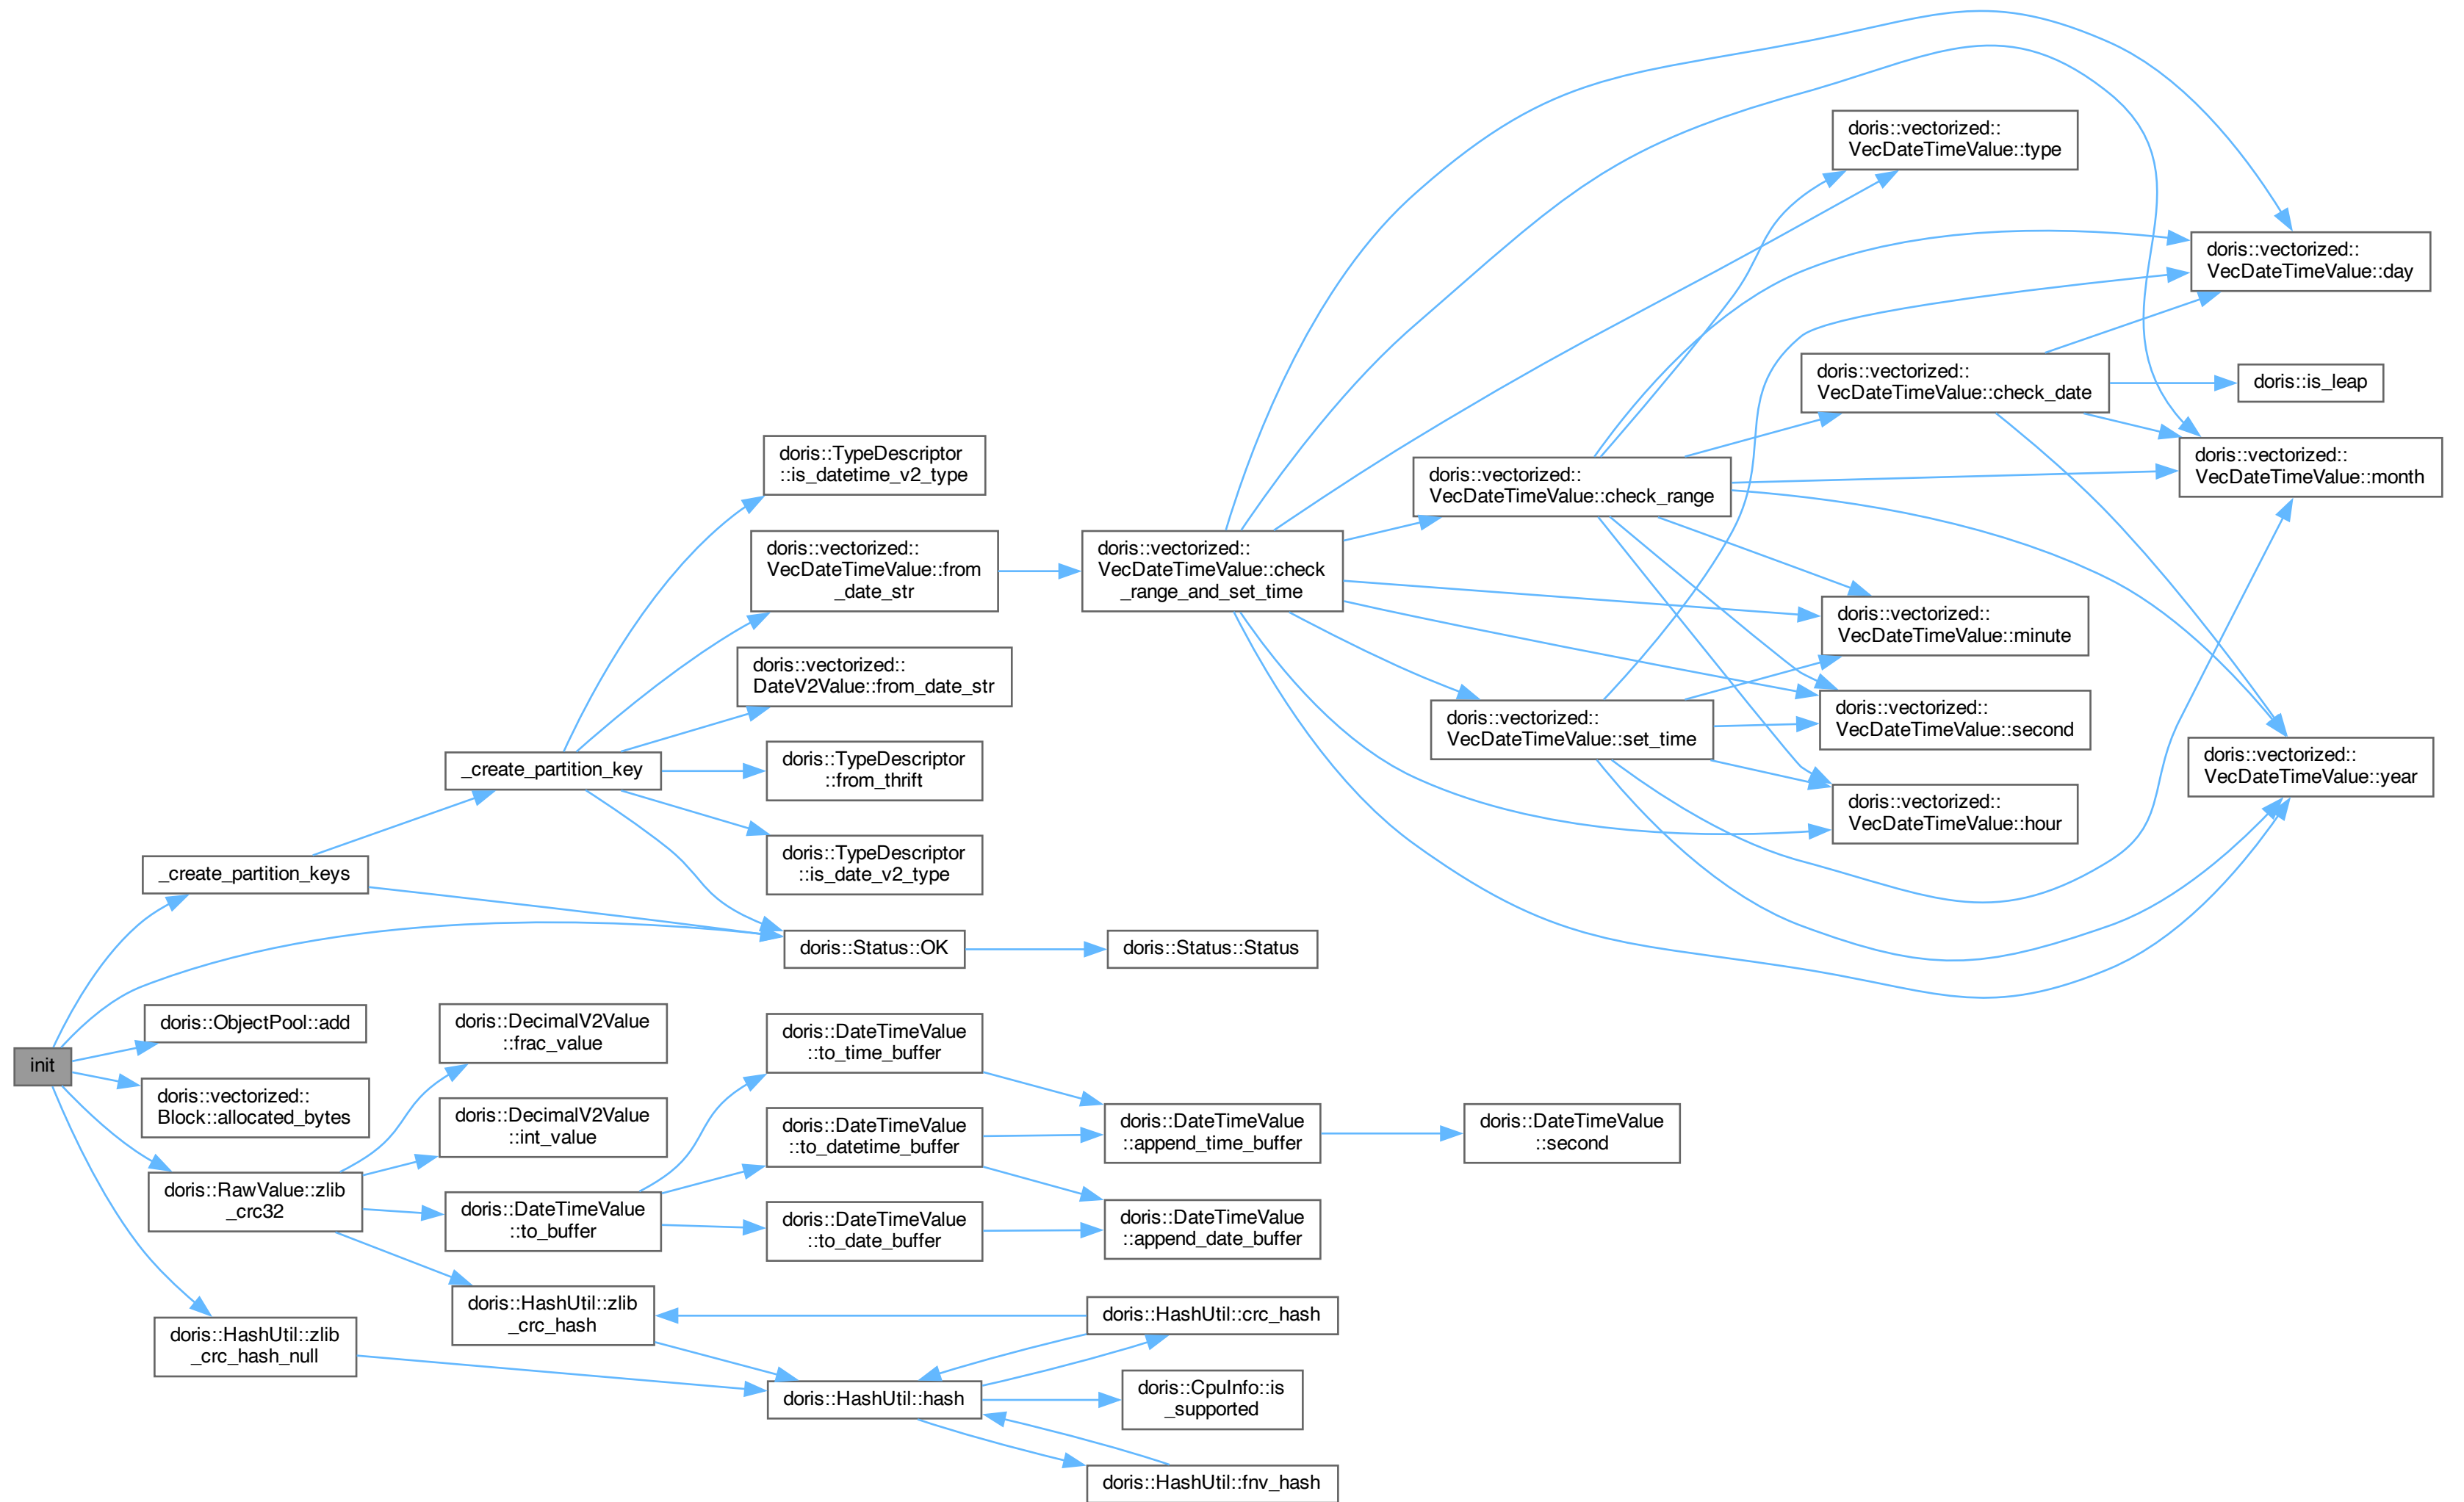 init
_create_partition_keys
doris::ObjectPool::add
doris::vectorized::
Block::allocated_bytes
doris::RawValue::zlib
_crc32
doris::HashUtil::zlib
_crc_hash_null
_create_partition_key
doris::DecimalV2Value
::frac_value
doris::DecimalV2Value
::int_value
doris::DateTimeValue
::to_buffer
doris::HashUtil::zlib
_crc_hash
doris::TypeDescriptor
::is_datetime_v2_type
doris::vectorized::
VecDateTimeValue::from
_date_str
doris::vectorized::
DateV2Value::from_date_str
doris::TypeDescriptor
::from_thrift
doris::TypeDescriptor
::is_date_v2_type
doris::Status::OK
doris::DateTimeValue
::to_time_buffer
doris::DateTimeValue
::to_datetime_buffer
doris::DateTimeValue
::to_date_buffer
doris::HashUtil::hash
doris::vectorized::
VecDateTimeValue::check
_range_and_set_time
doris::Status::Status
doris::DateTimeValue
::append_time_buffer
doris::DateTimeValue
::append_date_buffer
doris::HashUtil::crc_hash
doris::CpuInfo::is
_supported
doris::HashUtil::fnv_hash
doris::vectorized::
VecDateTimeValue::check_range
doris::vectorized::
VecDateTimeValue::set_time
doris::DateTimeValue
::second
doris::vectorized::
VecDateTimeValue::type
doris::vectorized::
VecDateTimeValue::check_date
doris::vectorized::
VecDateTimeValue::minute
doris::vectorized::
VecDateTimeValue::second
doris::vectorized::
VecDateTimeValue::hour
doris::vectorized::
VecDateTimeValue::day
doris::is_leap
doris::vectorized::
VecDateTimeValue::month
doris::vectorized::
VecDateTimeValue::year